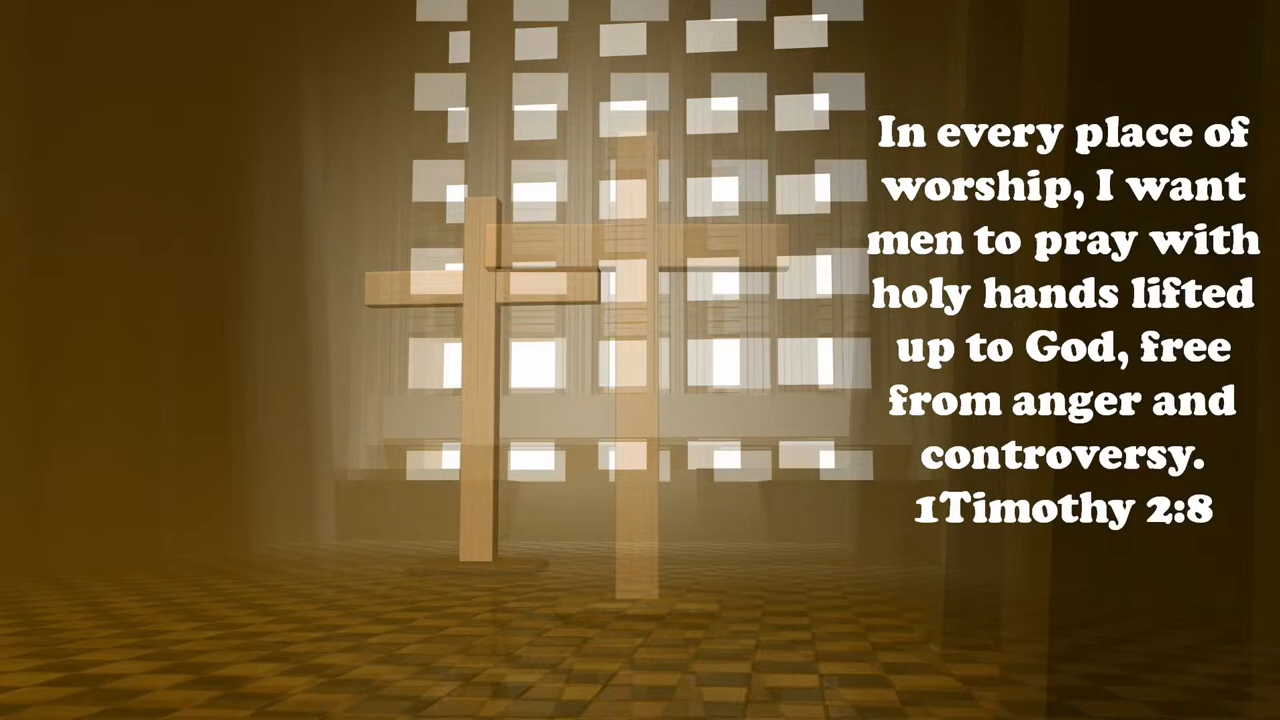 In every place of
worship, I want
men to pray with
holy hands lifted
up to God, free
from anger and
controversy.
1Timothy 2:8